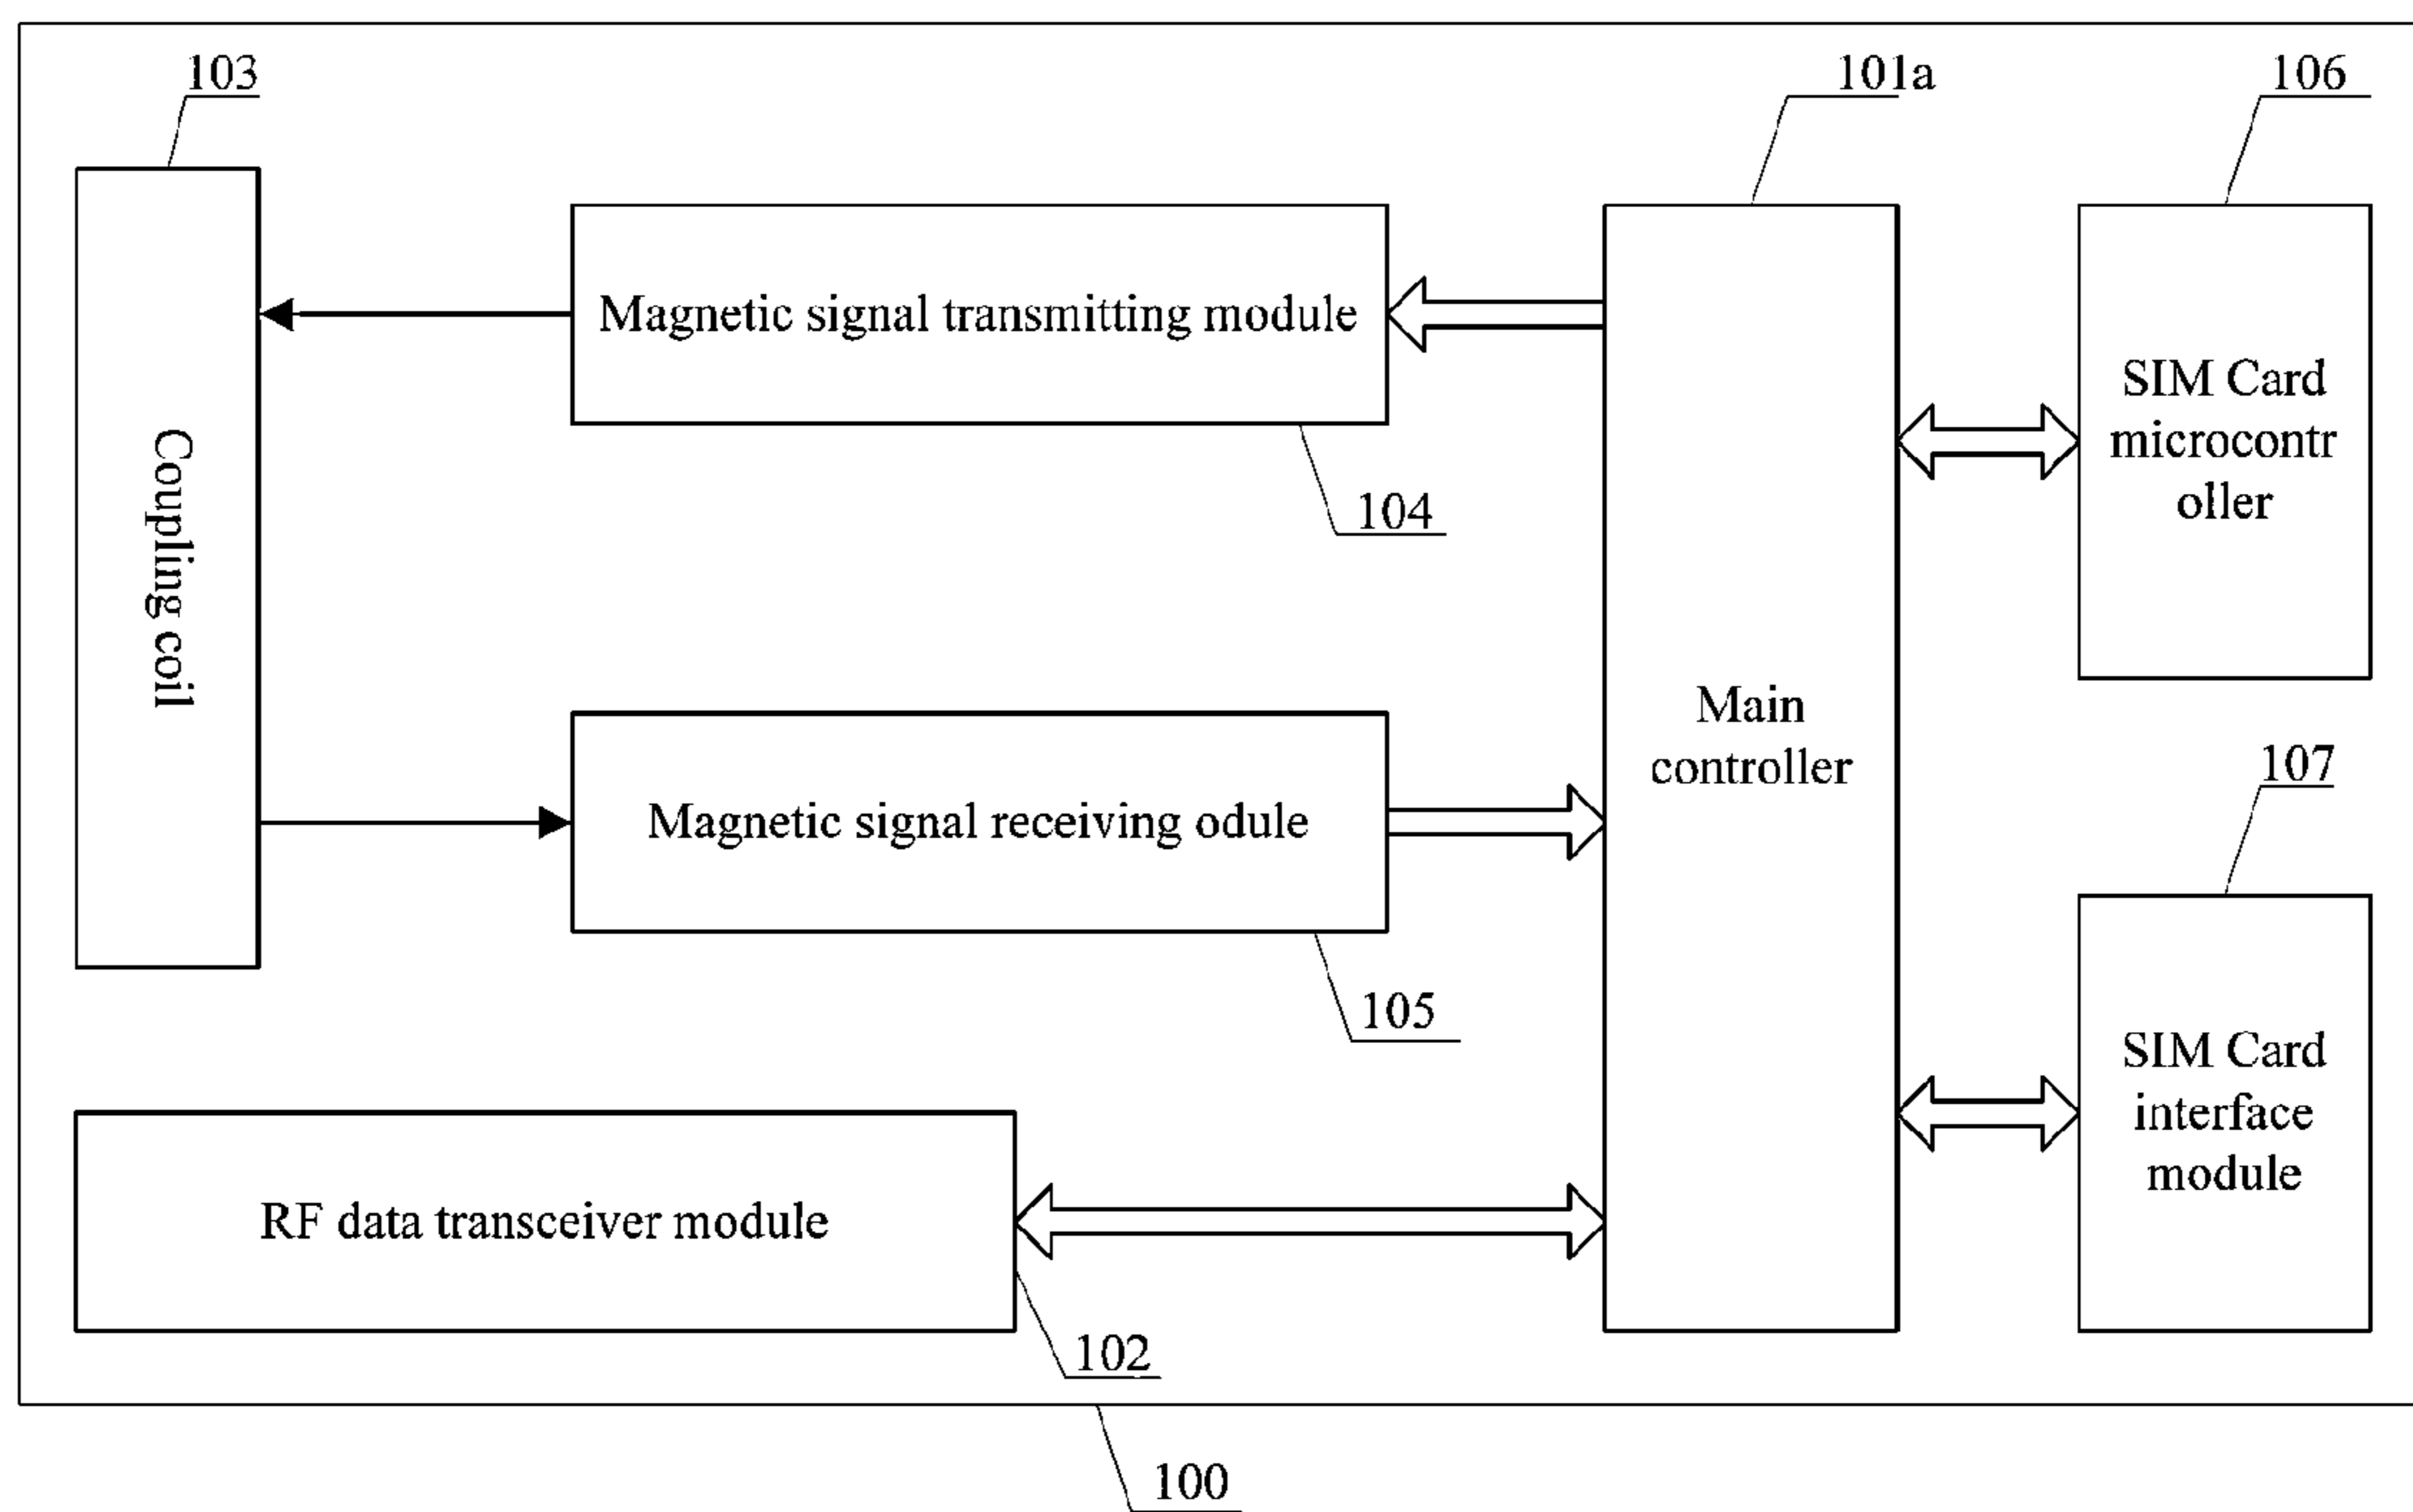 103
101a
106
Magnetic signal transmitting module
SIM Card
microcontr
oller
104
Coupling coil
Main
controller
107
Magnetic signal receiving odule
105
SIM Card
interface
module
RF data transceiver module
102
100